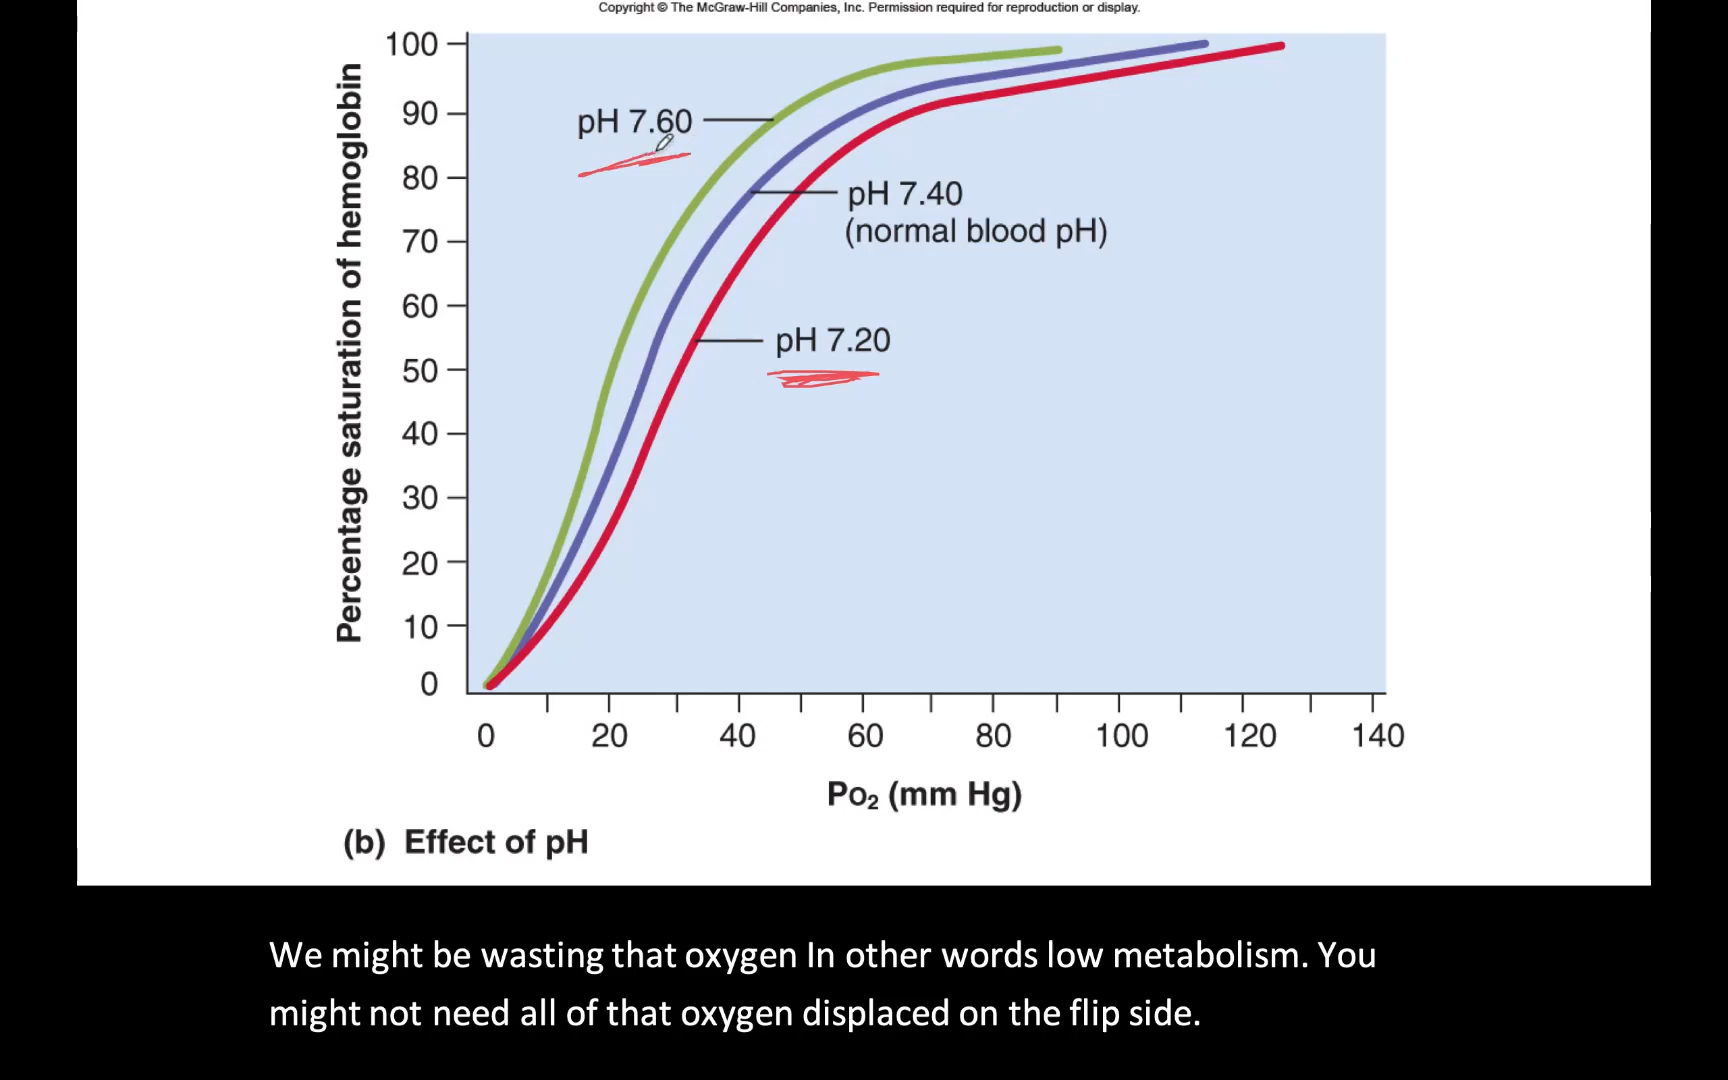 Copyright © The McGraw-Hill Companies, Inc. Permission required for reproduction or display.
Percentage saturation of hemoglobin
100
90
80
70
60
50
40
30
20
10
0
pH 7.60
pH 7.40
(normal blood pH)
pH 7.20
0 20 40 60 80 100 120 140
PO₂ (mm Hg)
(b) Effect of pH
We might be wasting that oxygen In other words low metabolism. You
might not need all of that oxygen displaced on the flip side.